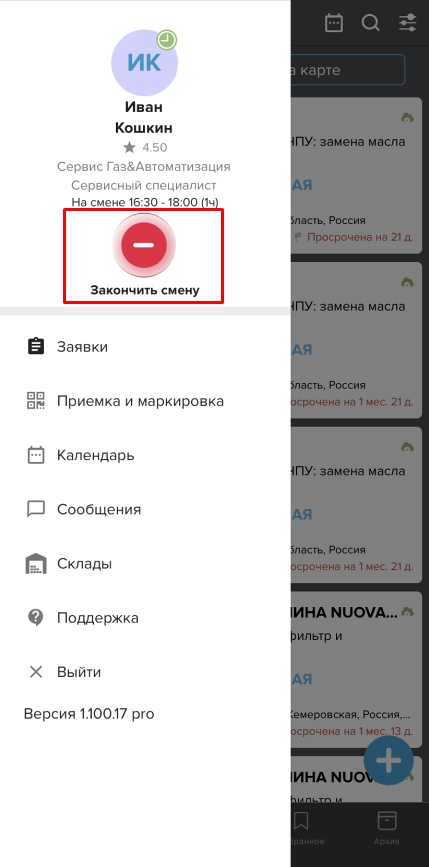 ИК
Иван
Кошкин
4.50
Сервис Газ&Автоматизация
Сервисный специалист
На смене 16:30 - 18:00 (1ч)
Закончить смену
Заявки
Приемка и маркировка
Календарь
Сообщения
Склады
Поддержка
Выйти
Версия 1.100.17 pro
а карте
НПУ: замена масла
АЯ
бласть, Россия
Просрочена на 21 д.
НПУ: замена масла
АЯ
бласть, Россия
росрочена на 1 мес. 21 д.
НПУ: замена масла
АЯ
бласть, Россия
росрочена на 1 мес. 21 д.
ИНА NUOVA...
фильтр и
АЯ
Кемеровская, Россия,...
росрочена на 1 мес. 13 д.
ИНА NUOV
фильтр и
бранное
Архив